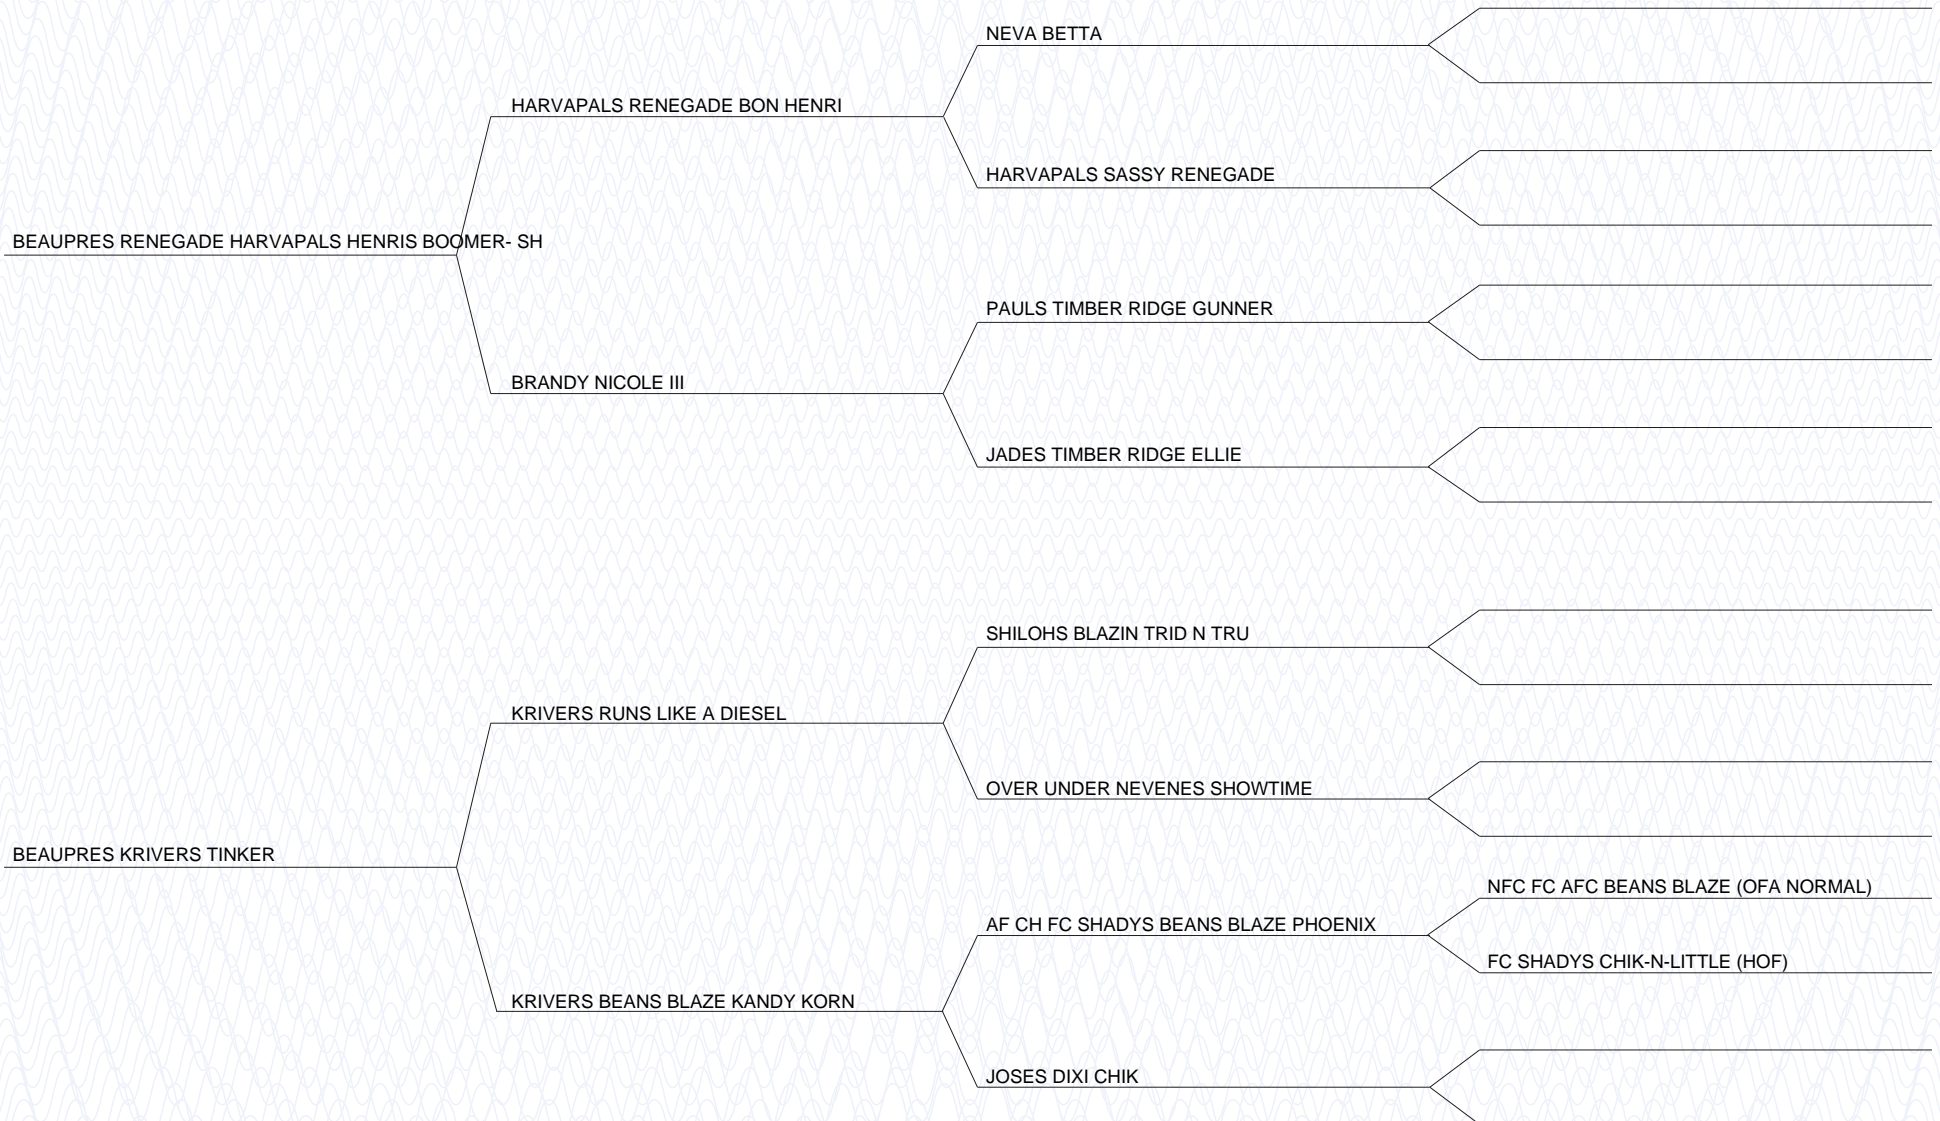 NEVA BETTA
HARVAPALS RENEGADE BON HENRI
HARVAPALS SASSY RENEGADE
BEAUPRES RENEGADE HARVAPALS HENRIS BOOMER- SH
PAULS TIMBER RIDGE GUNNER
BRANDY NICOLE III
JADES TIMBER RIDGE ELLIE
SHILOHS BLAZIN TRID N TRU
KRIVERS RUNS LIKE A DIESEL
OVER UNDER NEVENES SHOWTIME
BEAUPRES KRIVERS TINKER
NFC FC AFC BEANS BLAZE (OFA NORMAL)
AF CH FC SHADYS BEANS BLAZE PHOENIX
FC SHADYS CHIK-N-LITTLE (HOF)
KRIVERS BEANS BLAZE KANDY KORN
JOSES DIXI CHIK